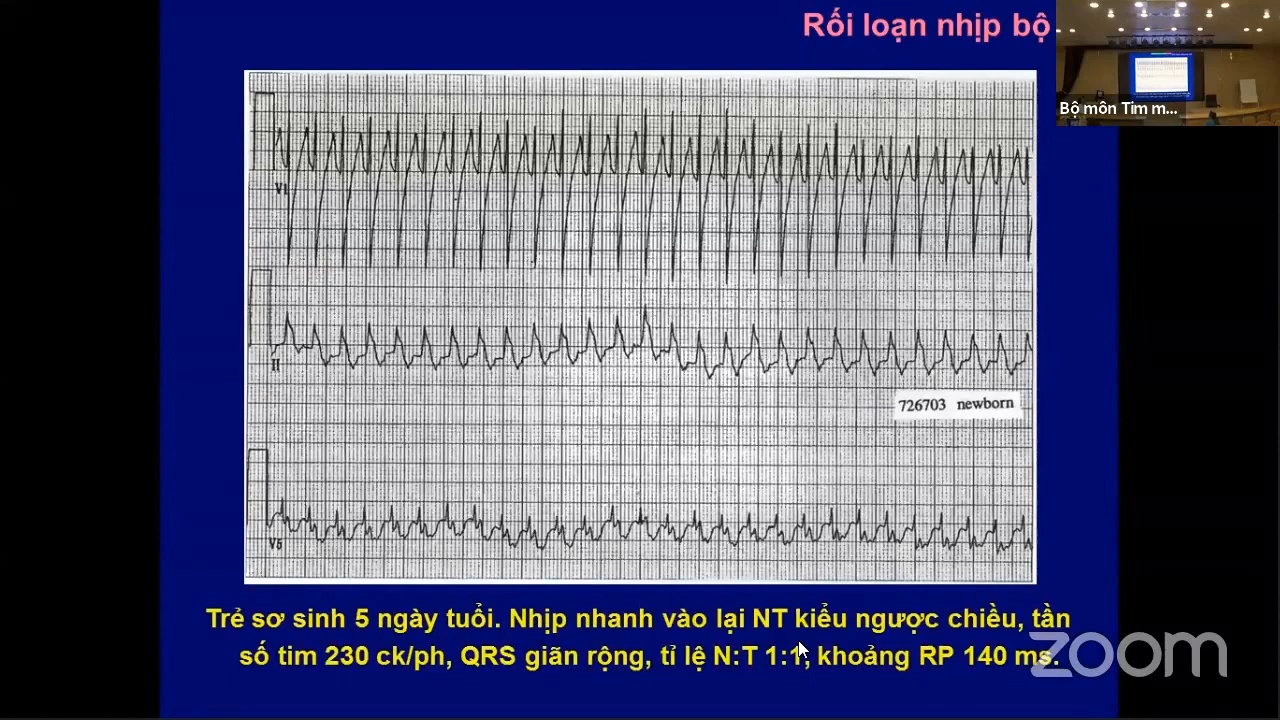 Rối loạn nhịp bộ
Bộ môn Tim m...
V1
II
726703 newborn
V5
Trẻ sơ sinh 5 ngày tuổi. Nhịp nhanh vào lại NT kiểu ngược chiều, tần
số tim 230 ck/ph, QRS giãn rộng, tỉ lệ N:T 1:1, khoảng RP 140 ms.
zoom